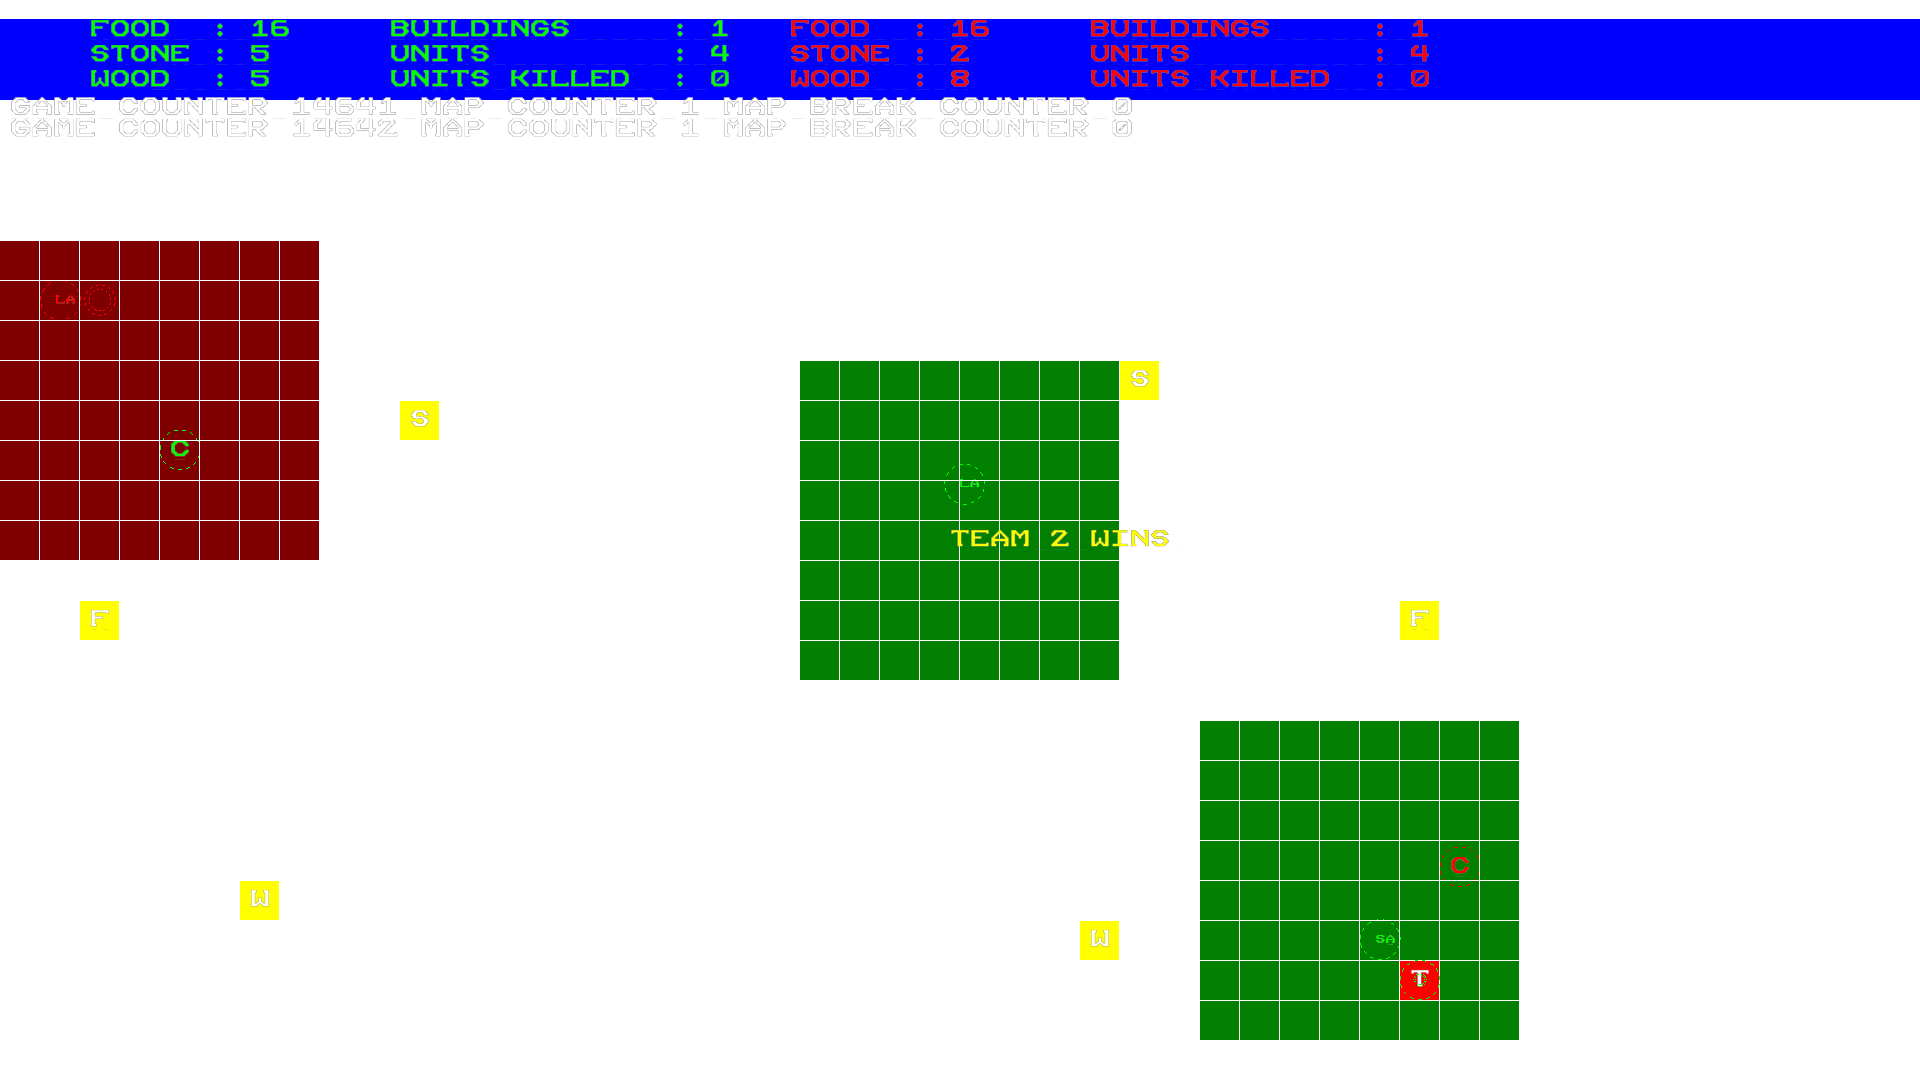 FOOD : 16 BUILDINGS : 1 FOOD : 16 BUILDINGS : 1
STONE : 5 UNITS : 4 STONE : 2 UNITS : 4
WOOD : 5 UNITS KILLED : 0 WOOD : 8 UNITS KILLED : 0
GAME COUNTER 14641 MAP COUNTER 1 MAP BREAK COUNTER 0
GAME COUNTER 14642 MAP COUNTER 1 MAP BREAK COUNTER 0
LA
S
S
C
LA
TEAM 2 WINS
F
F
C
W
W
SA
T